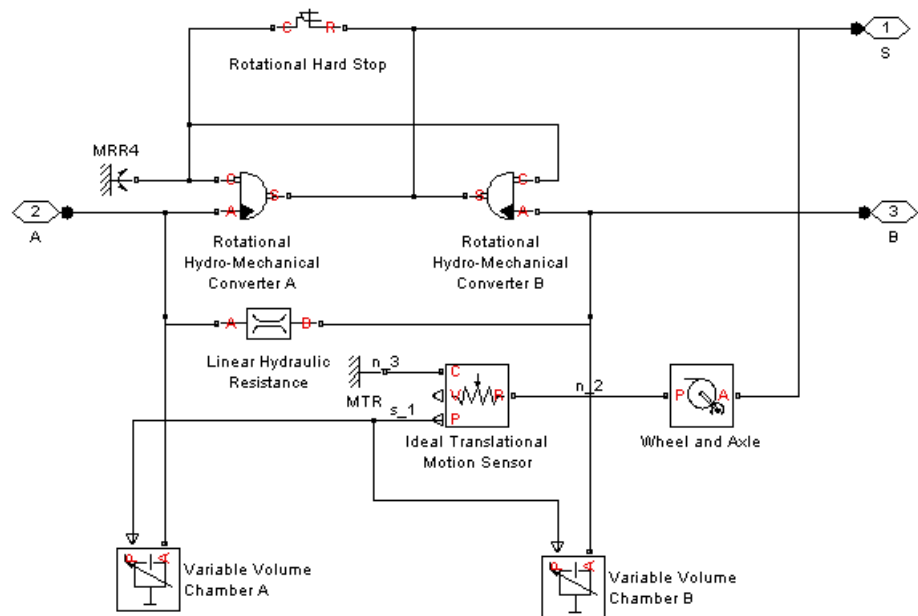 C R
1
S
Rotational Hard Stop
MRR4
C S
S C
2
A
A
A
3
B
Rotational
Hydro-Mechanical
Converter A
Rotational
Hydro-Mechanical
Converter B
A B
Linear Hydraulic
Resistance
n_3
MTR
C
V R
P
s_1
n_2
P A
Ideal Translational
Motion Sensor
Wheel and Axle
P A
Variable Volume
Chamber A
P A
Variable Volume
Chamber B